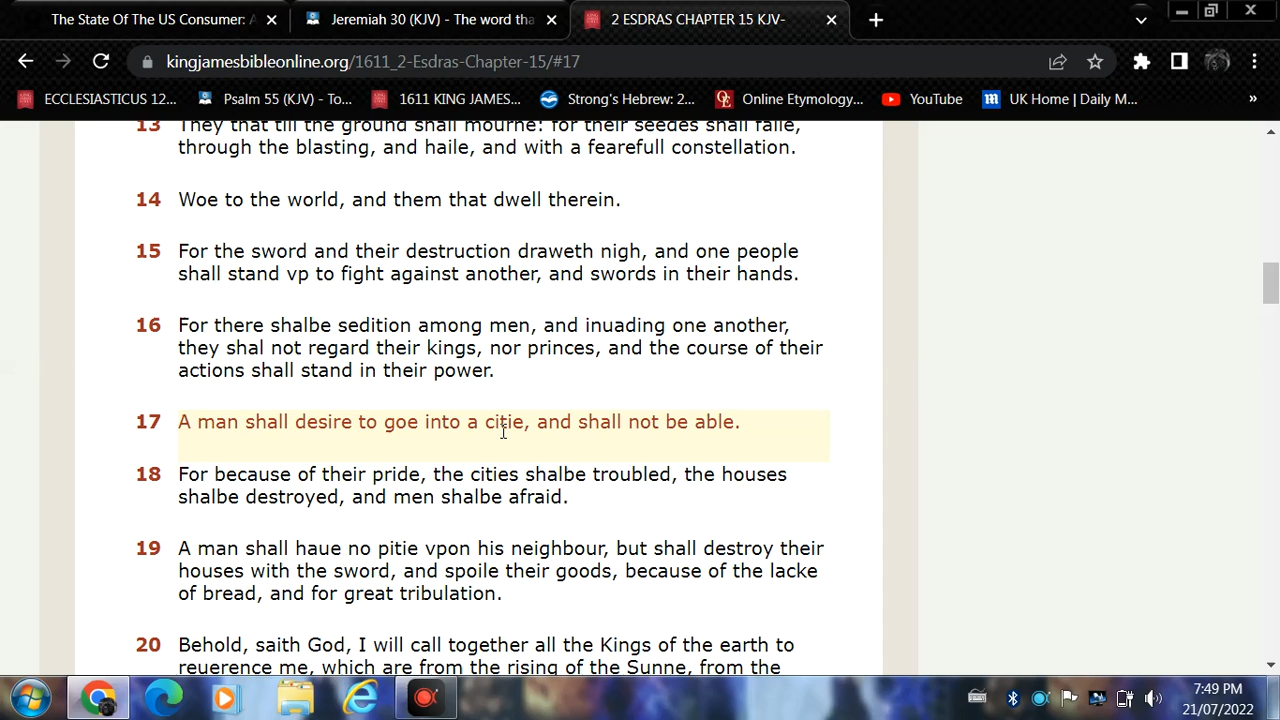 The State Of The US Consumer: A
Jeremiah 30 (KJV) - The word tha
2 ESDRAS CHAPTER 15 KJV-
kingjamesbibleonline.org/1611_2-Esdras-Chapter-15/#17
ECCLESIASTICUS 12...
Psalm 55 (KJV) - To...
1611 KING JAMES...
Strong's Hebrew: 2...
Online Etymology...
YouTube
UK Home | Daily M...
»
13 They that till the ground shall mourne: for their seedes shall faile,
through the blasting, and haile, and with a fearefull constellation.
14 Woe to the world, and them that dwell therein.
15 For the sword and their destruction draweth nigh, and one people
shall stand vp to fight against another, and swords in their hands.
16 For there shalbe sedition among men, and inuading one another,
they shal not regard their kings, nor princes, and the course of their
actions shall stand in their power.
17 A man shall desire to goe into a citie, and shall not be able.
18 For because of their pride, the cities shalbe troubled, the houses
shalbe destroyed, and men shalbe afraid.
19 A man shall haue no pitie vpon his neighbour, but shall destroy their
houses with the sword, and spoile their goods, because of the lacke
of bread, and for great tribulation.
20 Behold, saith God, I will call together all the Kings of the earth to
reuerence me, which are from the rising of the Sunne, from the
7:49 PM
21/07/2022